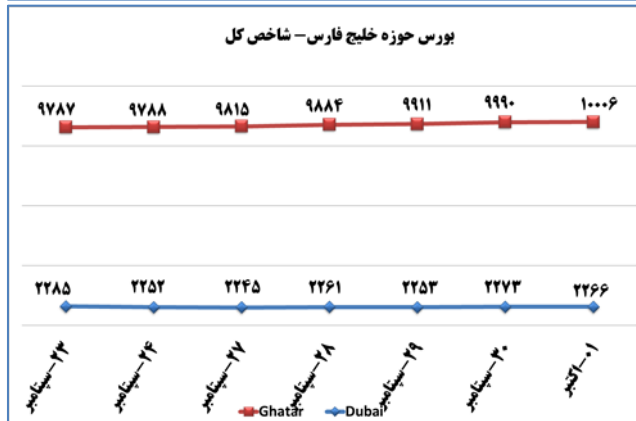 بورس حوزه خلیج فارس– شاخص کل
۹۷۸۷ ۹۷۸۸ ۹۸۱۵ ۹۸۸۴ ۹۹۱۱ ۹۹۹۰ ۱۰۰۰۶
۲۲۸۵ ۲۲۵۲ ۲۲۴۵ ۲۲۶۱ ۲۲۵۳ ۲۲۷۳ ۲۲۶۶
۲۳-سپتامبر ۲۴-سپتامبر ۲۷-سپتامبر ۲۸-سپتامبر ۲۹-سپتامبر ۳۰-سپتامبر ۰۱-اکتبر
Ghatar Dubai